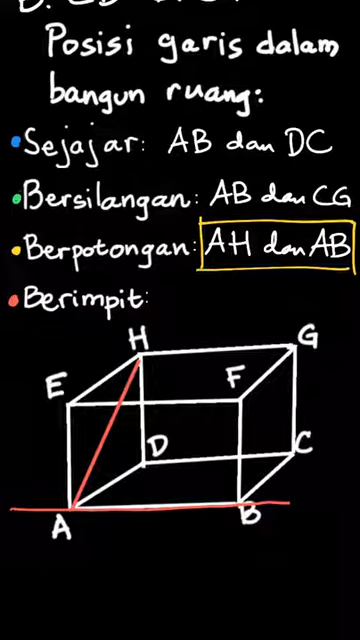 Posisi garis dalam
bangun ruang:
•Sejajar: AB dan DC
•Bersilangan: AB dan CG
•Berpotongan: AH dan AB
•Berimpit:
H
G
E
F
D
C
A
B